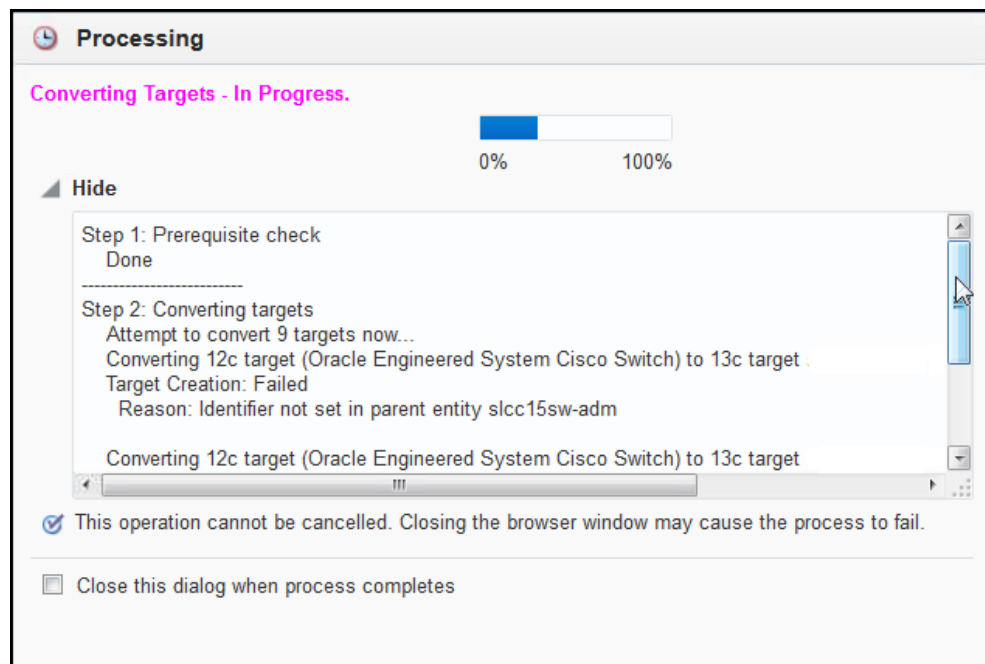 Processing
Converting Targets - In Progress.
0% 100%
Hide
Step 1: Prerequisite check
Done
--------------------------
Step 2: Converting targets
Attempt to convert 9 targets now...
Converting 12c target (Oracle Engineered System Cisco Switch) to 13c target
Target Creation: Failed
Reason: Identifier not set in parent entity slcc15sw-adm
Converting 12c target (Oracle Engineered System Cisco Switch) to 13c target
This operation cannot be cancelled. Closing the browser window may cause the process to fail.
Close this dialog when process completes